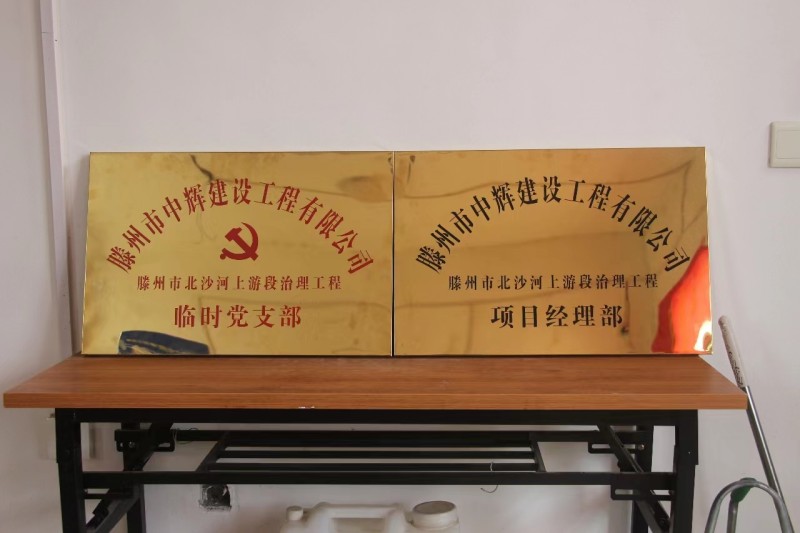 滕州市中辉建设工程有限公司
滕州市北沙河上游段治理工程
临时党支部
滕州市中辉建设工程有限公司
滕州市北沙河上游段治理工程
项目经理部